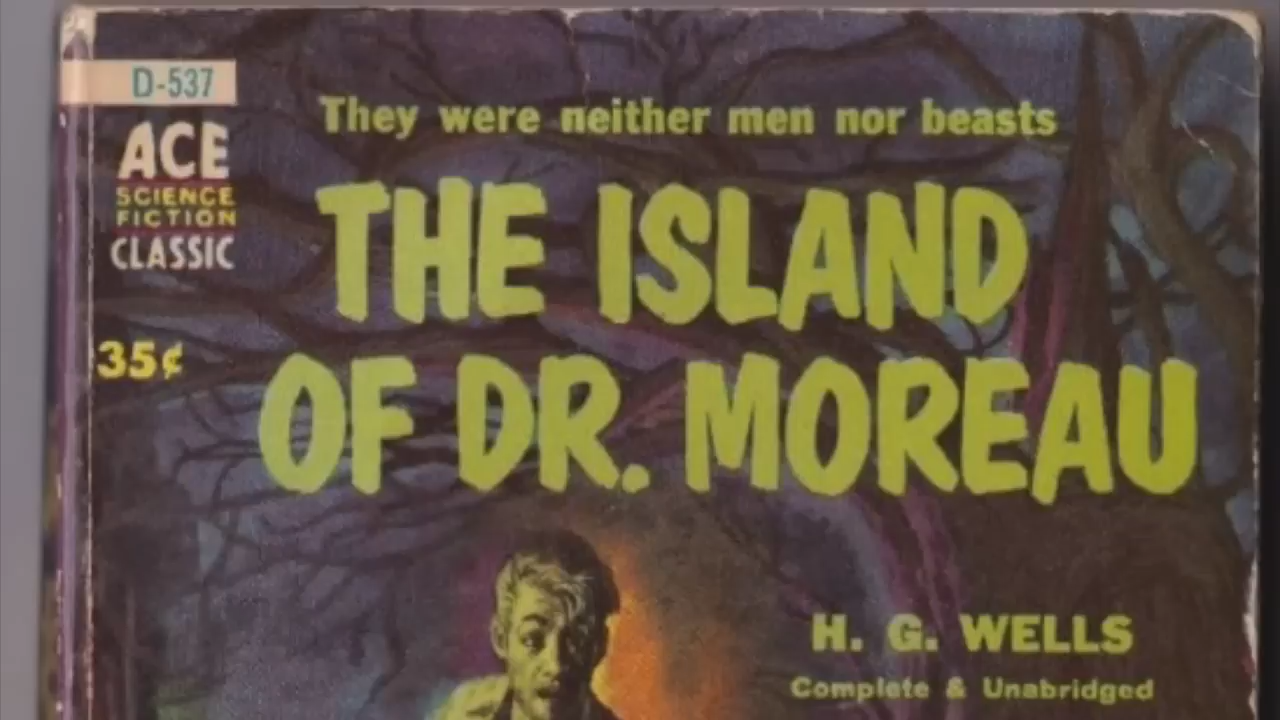 D-537
ACE
SCIENCE
FICTION
CLASSIC
35¢
They were neither men nor beasts
THE ISLAND
OF DR. MOREAU
H. G. WELLS
Complete & Unabridged